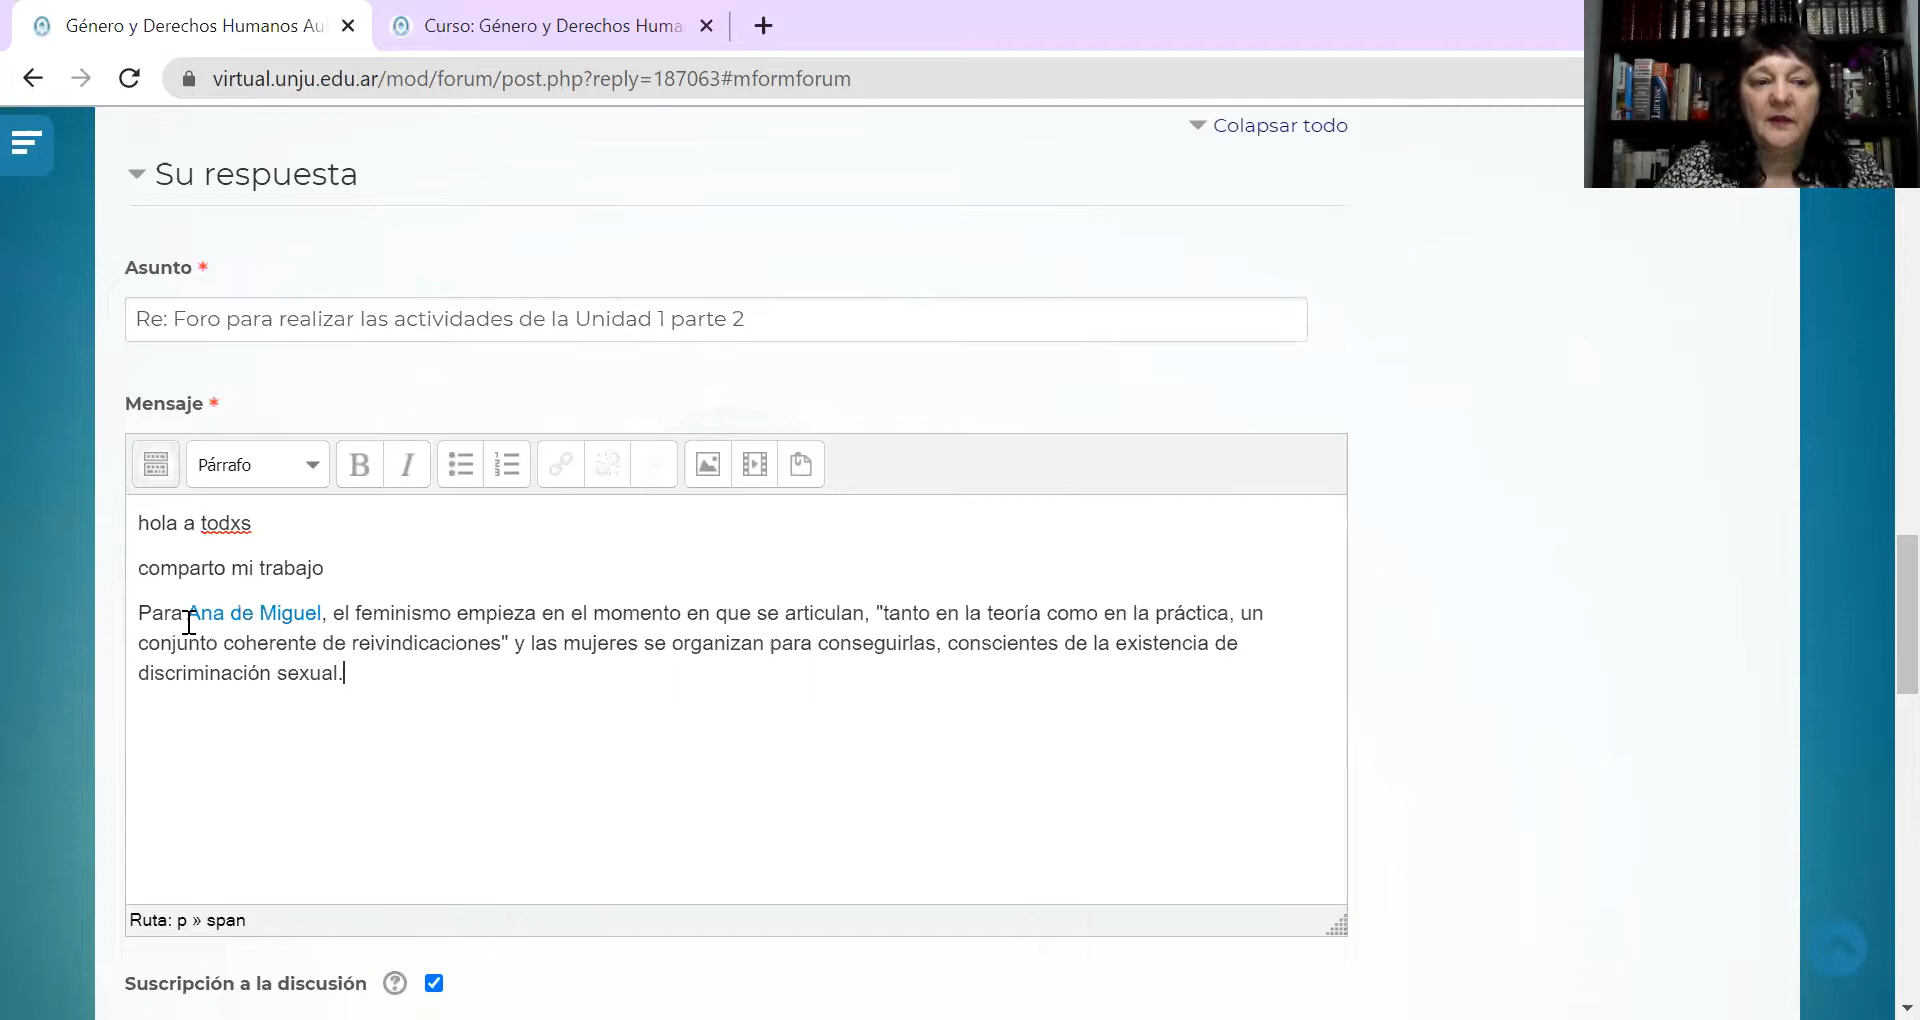 Género y Derechos Humanos Au
Curso: Género y Derechos Huma
virtual.unju.edu.ar/mod/forum/post.php?reply=187063#mformforum
Colapsar todo
Su respuesta
Asunto *
Re: Foro para realizar las actividades de la Unidad 1 parte 2
Mensaje *
Párrafo
B I
hola a todxs
comparto mi trabajo
Para Ana de Miguel, el feminismo empieza en el momento en que se articulan, "tanto en la teoría como en la práctica, un
conjunto coherente de reivindicaciones" y las mujeres se organizan para conseguirlas, conscientes de la existencia de
discriminación sexual.
Ruta: p » span
Suscripción a la discusión ?